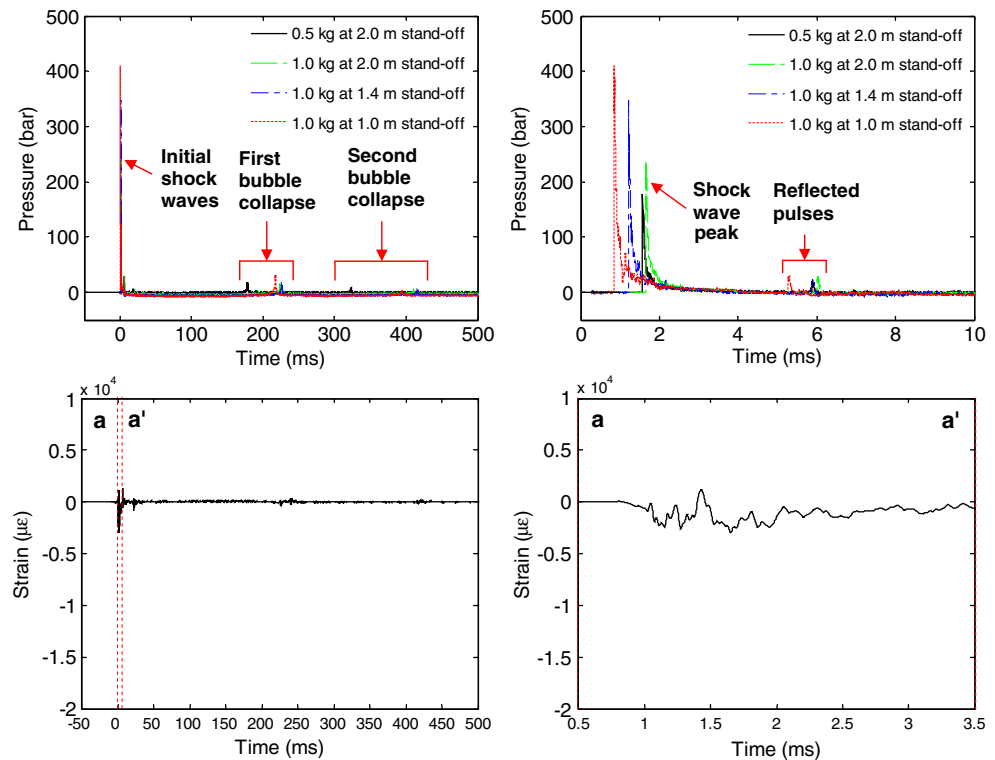 500
400
300
200
100
0
Pressure (bar)
0.5 kg at 2.0 m stand-off
1.0 kg at 2.0 m stand-off
1.0 kg at 1.4 m stand-off
1.0 kg at 1.0 m stand-off
Initial
shock
waves
First
bubble
collapse
Second
bubble
collapse
0 100 200 300 400 500
Time (ms)
500
400
300
200
100
0
Pressure (bar)
0.5 kg at 2.0 m stand-off
1.0 kg at 2.0 m stand-off
1.0 kg at 1.4 m stand-off
1.0 kg at 1.0 m stand-off
Shock
wave
peak
Reflected
pulses
0 2 4 6 8 10
Time (ms)
x 10⁴
1
0.5
0
-0.5
-1
-1.5
-2
Strain (με)
a a'
-50 0 50 100 150 200 250 300 350 400 450 500
Time (ms)
x 10⁴
1
0.5
0
-0.5
-1
-1.5
-2
Strain (με)
a a'
0.5 1 1.5 2 2.5 3 3.5
Time (ms)